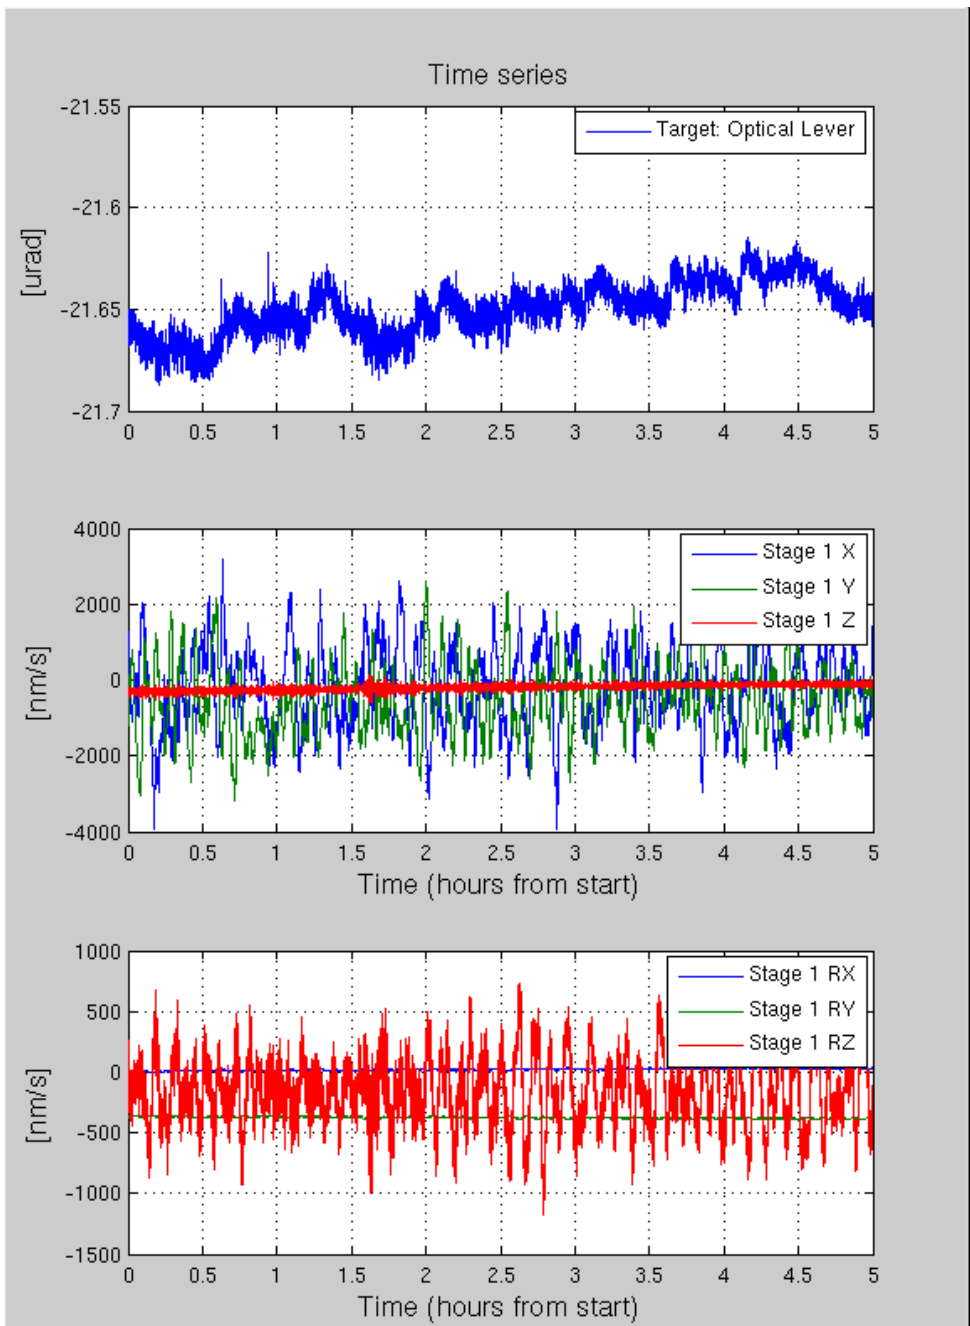 Time series
-21.55
-21.6
-21.65
-21.7
[urad]
Target: Optical Lever
0 0.5 1 1.5 2 2.5 3 3.5 4 4.5 5
4000
2000
0
-2000
-4000
[nm/s]
Stage 1 X
Stage 1 Y
Stage 1 Z
0 0.5 1 1.5 2 2.5 3 3.5 4 4.5 5
Time (hours from start)
1000
500
0
-500
-1000
-1500
[nm/s]
Stage 1 RX
Stage 1 RY
Stage 1 RZ
0 0.5 1 1.5 2 2.5 3 3.5 4 4.5 5
Time (hours from start)